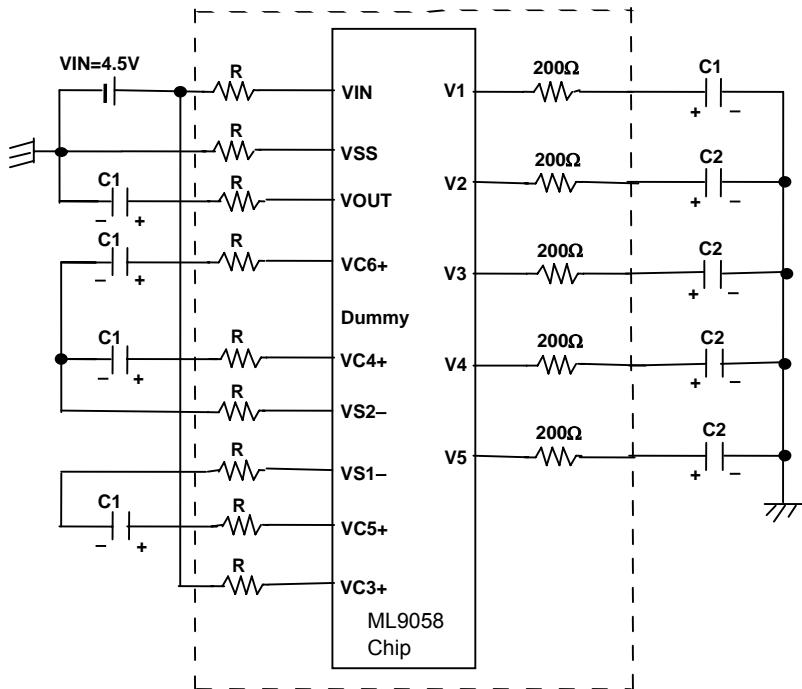 VIN=4.5V
R
VIN
R
VSS
C1
– +
R
VOUT
C1
– +
R
VC6+
Dummy
C1
– +
R
VC4+
R
VS2–
R
VS1–
C1
– +
R
VC5+
R
VC3+
ML9058
Chip
V1
200Ω
C1
+ –
V2
200Ω
C2
+ –
V3
200Ω
C2
+ –
V4
200Ω
C2
+ –
V5
200Ω
C2
+ –